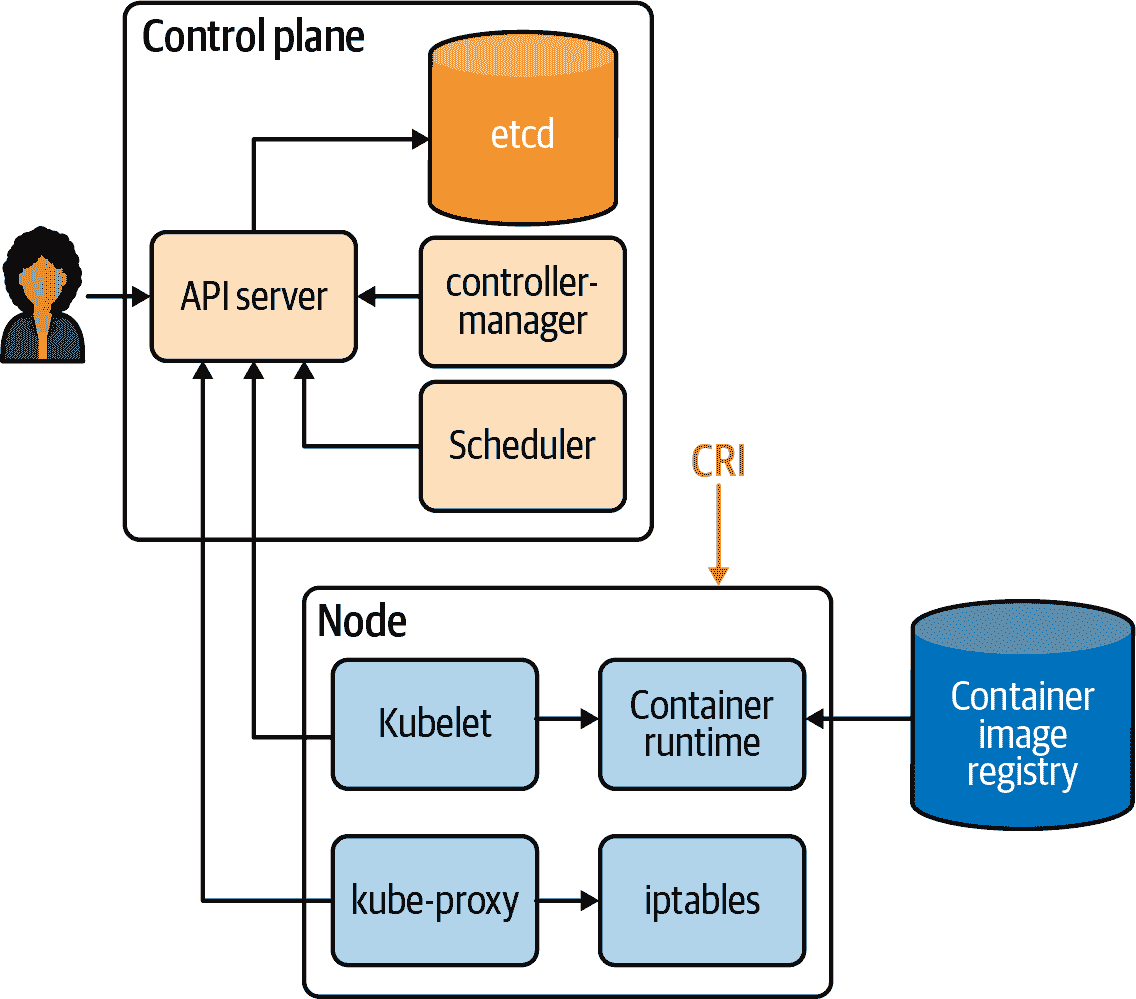 Control plane
etcd
API server
controller-
manager
Scheduler
CRI
Node
Kubelet
Container
runtime
Container
image
registry
kube-proxy
iptables